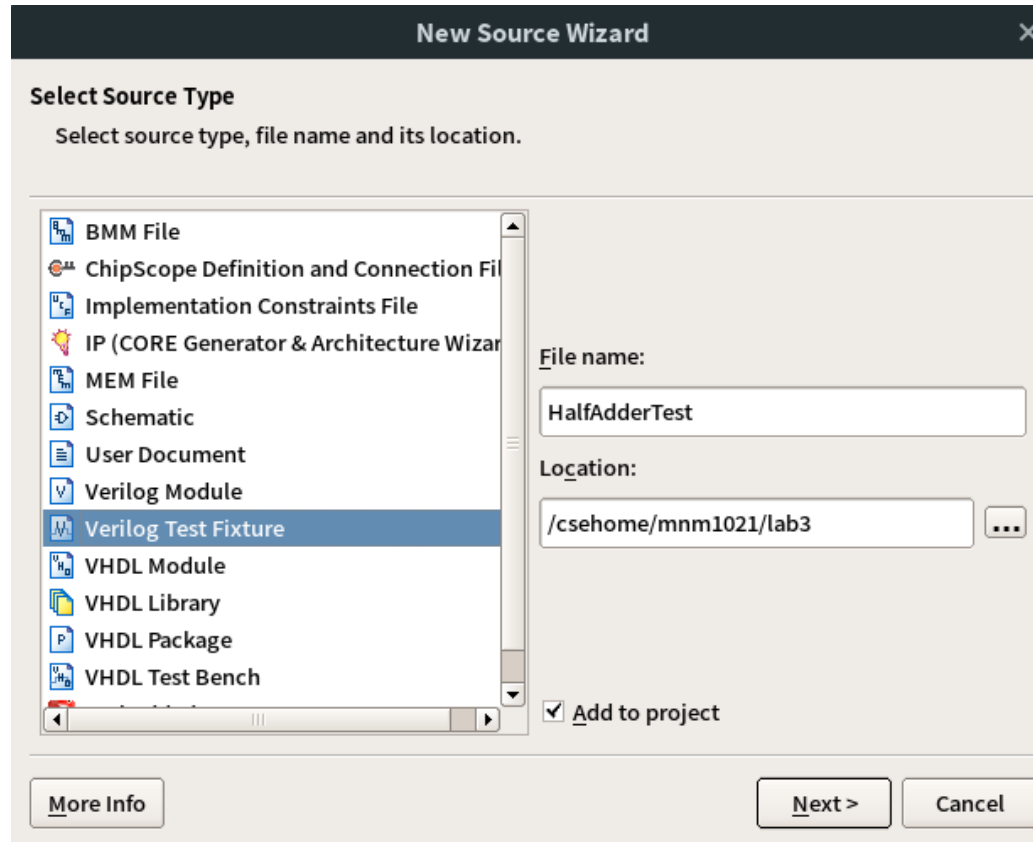 New Source Wizard
Select Source Type
Select source type, file name and its location.
BMM File
ChipScope Definition and Connection Fil
Implementation Constraints File
IP (CORE Generator & Architecture Wizar
MEM File
Schematic
User Document
Verilog Module
Verilog Test Fixture
VHDL Module
VHDL Library
VHDL Package
VHDL Test Bench
File name:
HalfAdderTest
Location:
/csehome/mnm1021/lab3
...
Add to project
More Info
Next >
Cancel